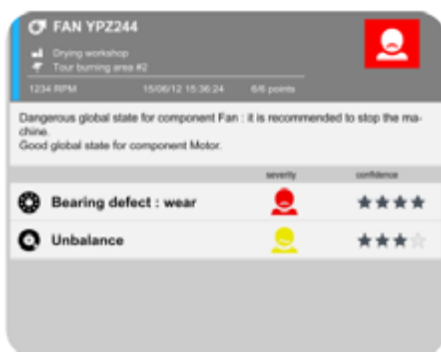 FAN YPZ244
Drying workshop
Tour burning area #2
1234 RPM 15/06/12 15:36:24 6/6 points
Dangerous global state for component Fan : it is recommended to stop the ma-
chine.
Good global state for component Motor.
severity confidence
Bearing defect : wear
Unbalance